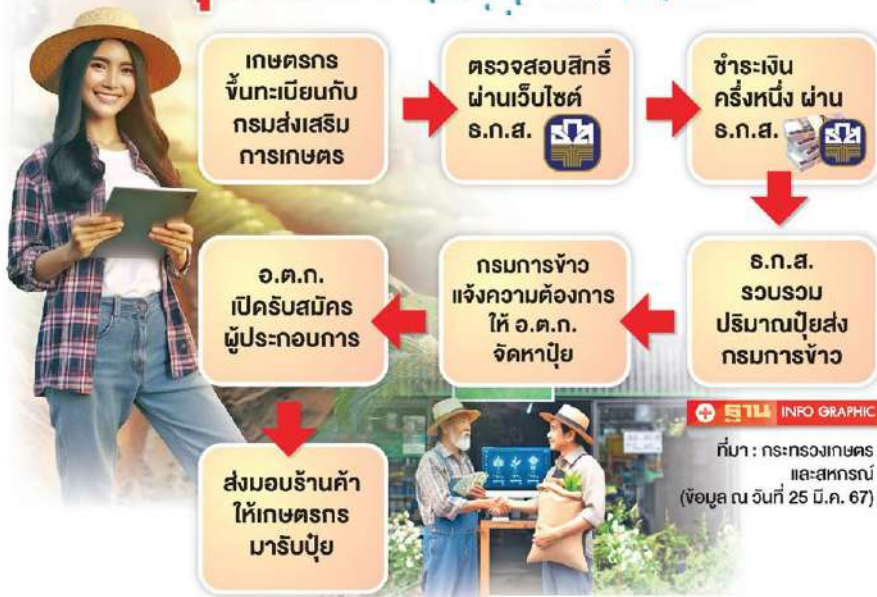 เกษตรกร
ขึ้นทะเบียนกับ
กรมส่งเสริม
การเกษตร
ตรวจสอบสิทธิ์
ผ่านเว็บไซต์
ธ.ก.ส.
ชำระเงิน
ครึ่งหนึ่ง ผ่าน
ธ.ก.ส.
ธ.ก.ส.
รวบรวม
ปริมาณปุ๋ยส่ง
กรมการข้าว
กรมการข้าว
แจ้งความต้องการ
ให้ อ.ต.ก.
จัดหาปุ๋ย
อ.ต.ก.
เปิดรับสมัคร
ผู้ประกอบการ
ส่งมอบร้านค้า
ให้เกษตรกร
มารับปุ๋ย
ฐาน INFO GRAPHIC
ที่มา : กระทรวงเกษตร
และสหกรณ์
(ข้อมูล ณ วันที่ 25 มี.ค. 67)